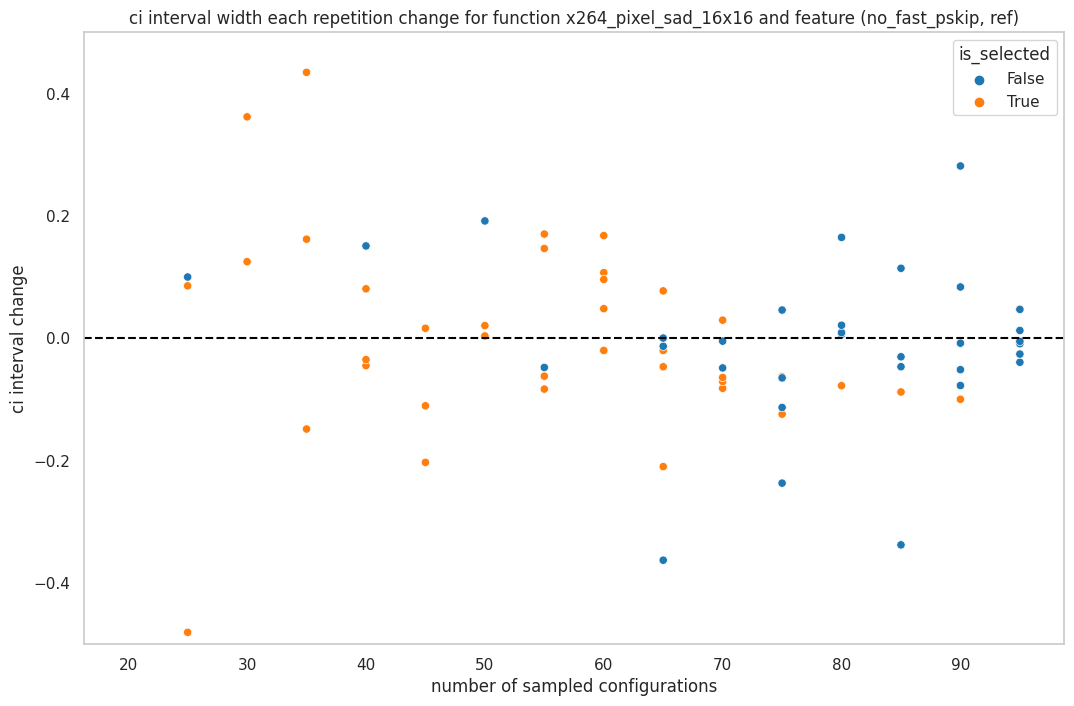 ci interval width each repetition change for function x264_pixel_sad_16x16 and feature (no_fast_pskip, ref)
is_selected
False
True
0.4
0.2
0.0
−0.2
−0.4
ci interval change
20 30 40 50 60 70 80 90
number of sampled configurations